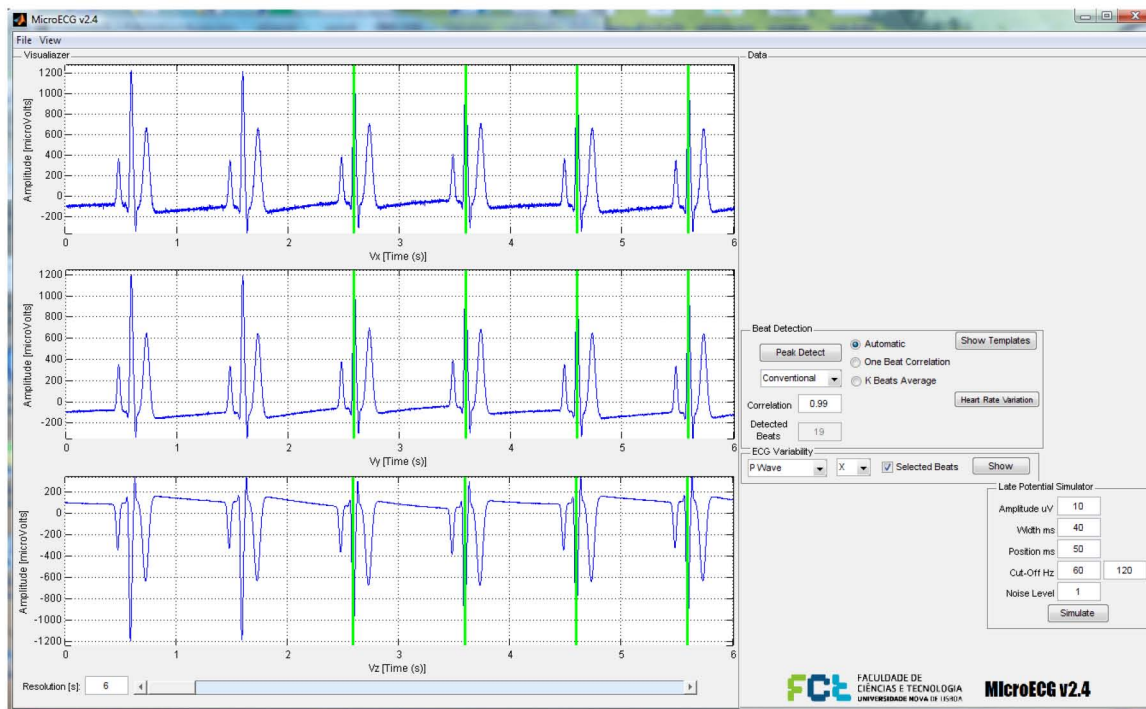 MicroECG v2.4
File View
Visualiazer
1200
1000
800
600
400
200
0
-200
Amplitude [microVolts]
0 1 2 3 4 5 6
Vx [Time (s)]
1200
1000
800
600
400
200
0
-200
Amplitude [microVolts]
0 1 2 3 4 5 6
Vy [Time (s)]
200
0
-200
-400
-600
-800
-1000
-1200
Amplitude [microVolts]
0 1 2 3 4 5 6
Vz [Time (s)]
Resolution [s]: 6
Data
Beat Detection
Peak Detect
Automatic
Show Templates
One Beat Correlation
Conventional
K Beats Average
Correlation 0.99
Heart Rate Variation
Detected
Beats 19
ECG Variability
P Wave X Selected Beats Show
Late Potential Simulator
Amplitude uV 10
Width ms 40
Position ms 50
Cut-Off Hz 60 120
Noise Level 1
Simulate
FCt
FACULDADE DE
CIÊNCIAS E TECNOLOGIA
UNIVERSIDADE NOVA DE LISBOA
MIcroECG v2.4